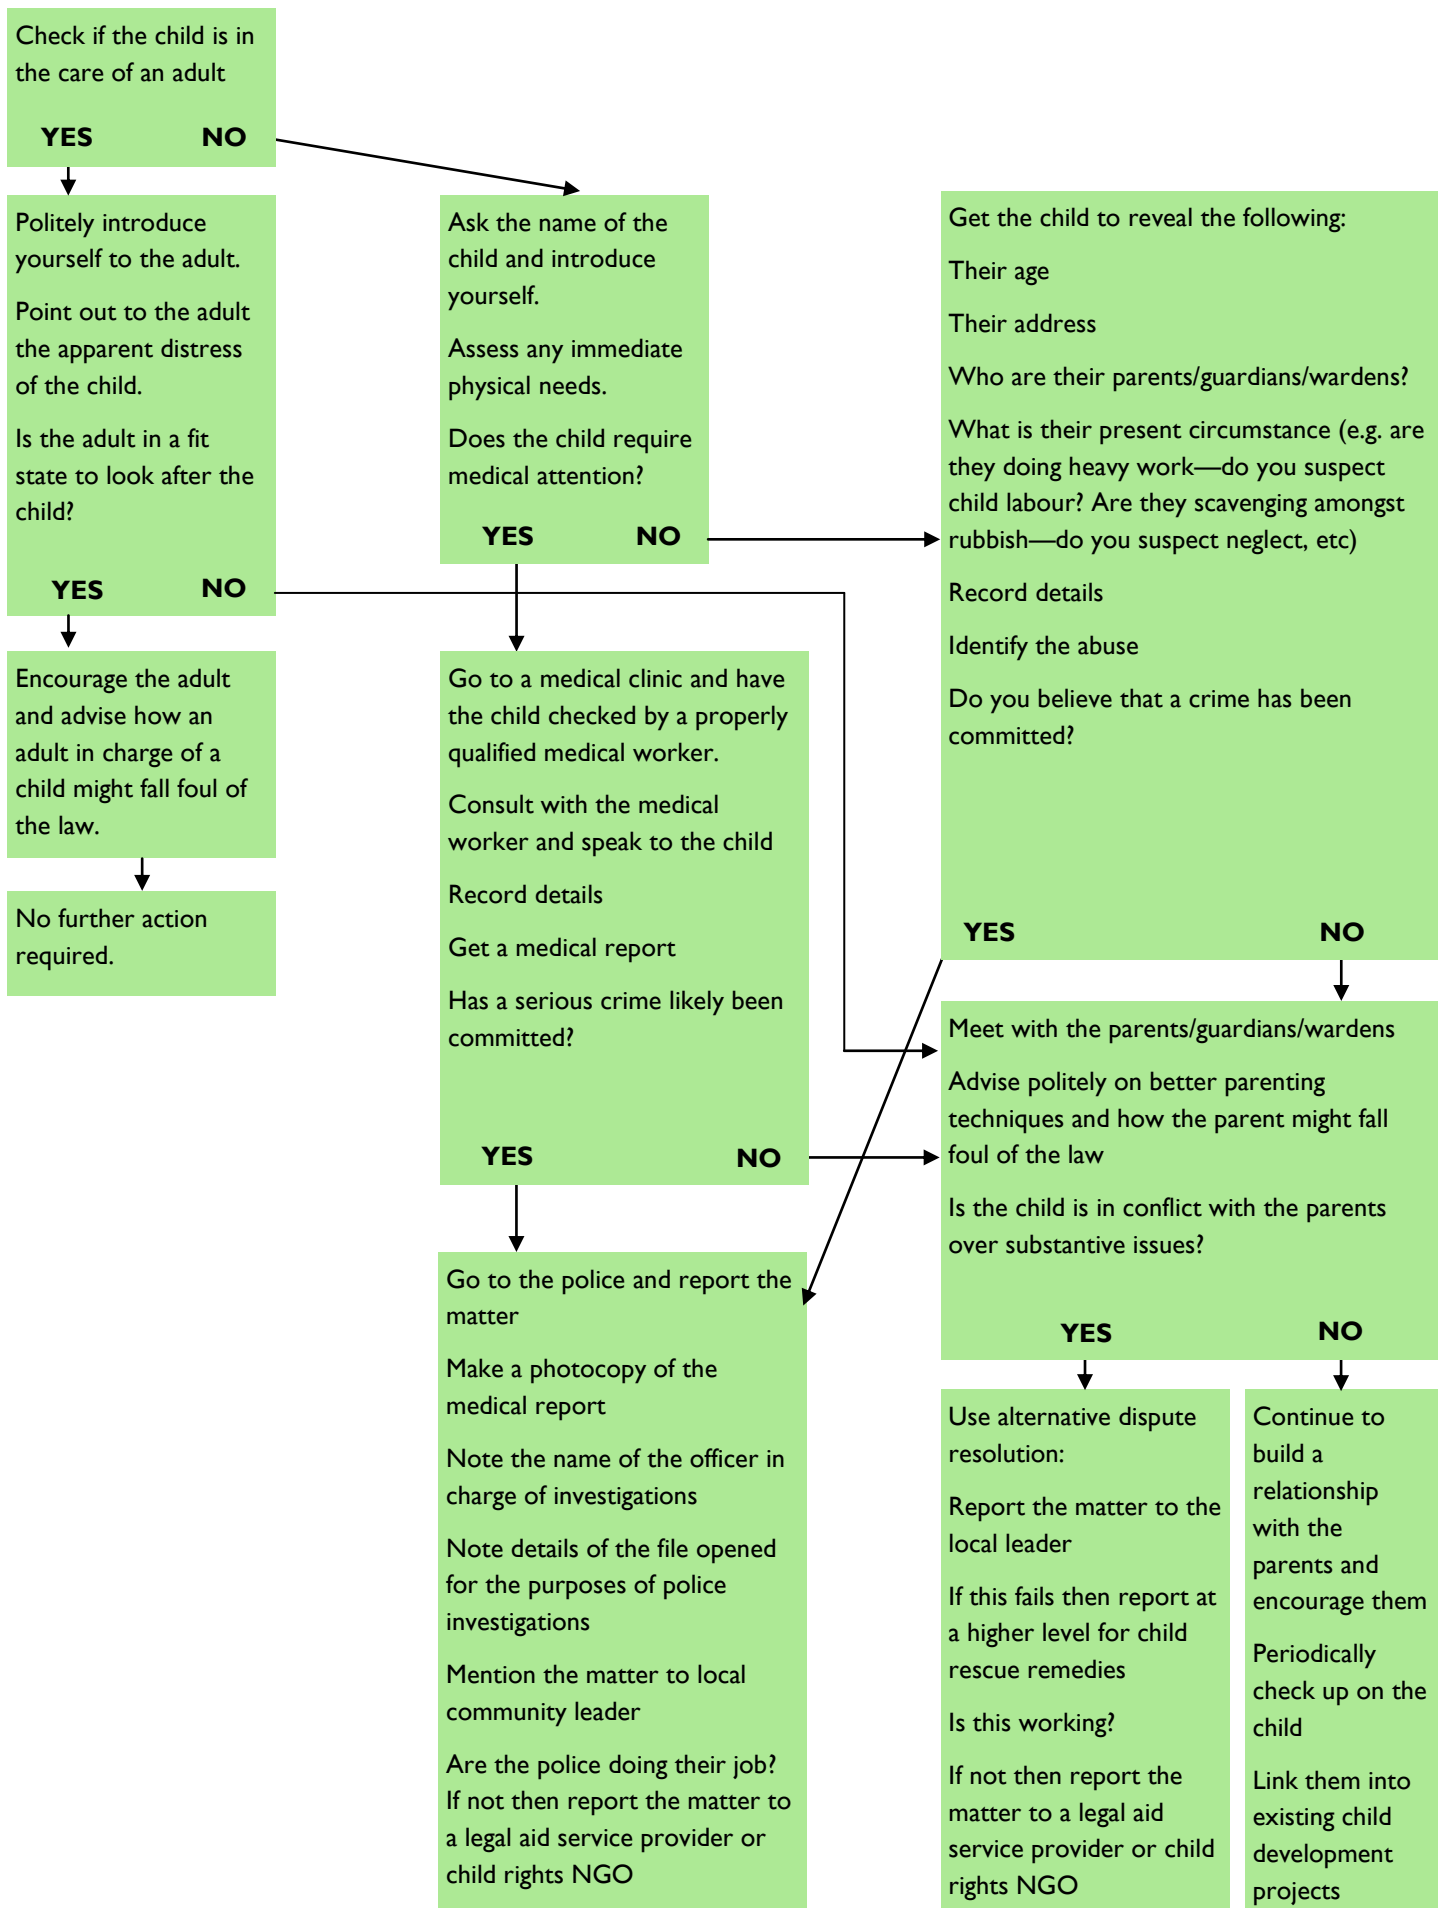 Check if the child is in
the care of an adult
YES NO
Politely introduce
yourself to the adult.
Point out to the adult
the apparent distress
of the child.
Is the adult in a fit
state to look after the
child?
YES NO
Encourage the adult
and advise how an
adult in charge of a
child might fall foul of
the law.
No further action
required.
Ask the name of the
child and introduce
yourself.
Assess any immediate
physical needs.
Does the child require
medical attention?
YES NO
Go to a medical clinic and have
the child checked by a properly
qualified medical worker.
Consult with the medical
worker and speak to the child
Record details
Get a medical report
Has a serious crime likely been
committed?
YES NO
Go to the police and report the
matter
Make a photocopy of the
medical report
Note the name of the officer in
charge of investigations
Note details of the file opened
for the purposes of police
investigations
Mention the matter to local
community leader
Are the police doing their job?
If not then report the matter to
a legal aid service provider or
child rights NGO
Get the child to reveal the following:
Their age
Their address
Who are their parents/guardians/wardens?
What is their present circumstance (e.g. are
they doing heavy work—do you suspect
child labour? Are they scavenging amongst
rubbish—do you suspect neglect, etc)
Record details
Identify the abuse
Do you believe that a crime has been
committed?
YES NO
Meet with the parents/guardians/wardens
Advise politely on better parenting
techniques and how the parent might fall
foul of the law
Is the child is in conflict with the parents
over substantive issues?
YES NO
Use alternative dispute
resolution:
Report the matter to the
local leader
If this fails then report at
a higher level for child
rescue remedies
Is this working?
If not then report the
matter to a legal aid
service provider or child
rights NGO
Continue to
build a
relationship
with the
parents and
encourage them
Periodically
check up on the
child
Link them into
existing child
development
projects